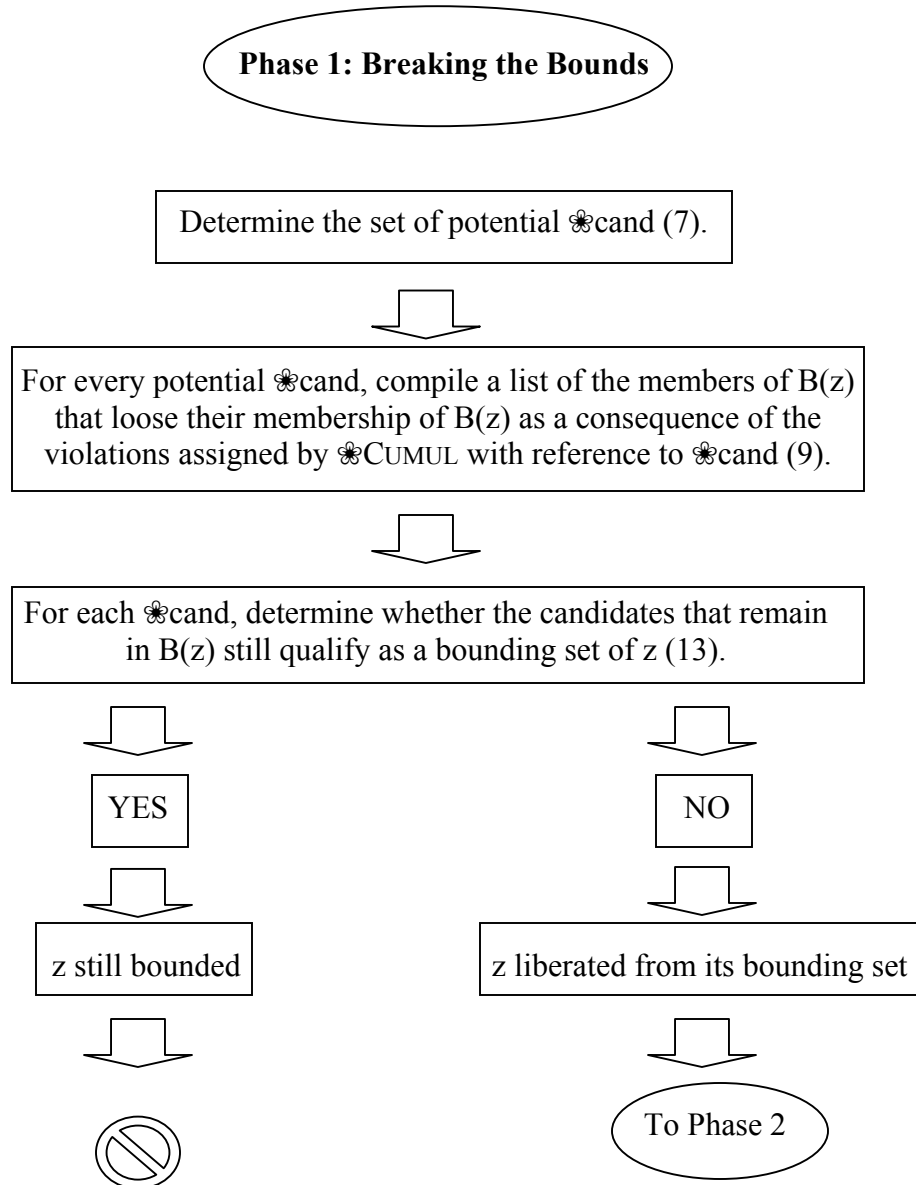 Phase 1: Breaking the Bounds
Determine the set of potential ❀cand (7).
For every potential ❀cand, compile a list of the members of B(z)
that loose their membership of B(z) as a consequence of the
violations assigned by ❀CUMUL with reference to ❀cand (9).
For each ❀cand, determine whether the candidates that remain
in B(z) still qualify as a bounding set of z (13).
YES
NO
z still bounded
z liberated from its bounding set
To Phase 2